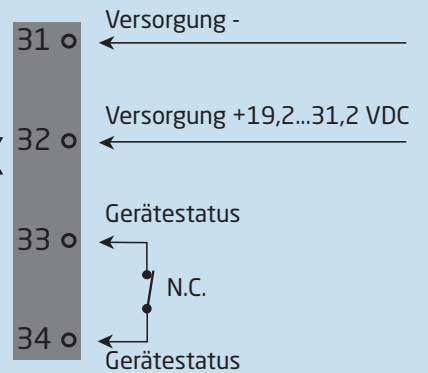 31 Versorgung -
32 Versorgung +19,2...31,2 VDC
33 Gerätestatus
N.C.
34 Gerätestatus